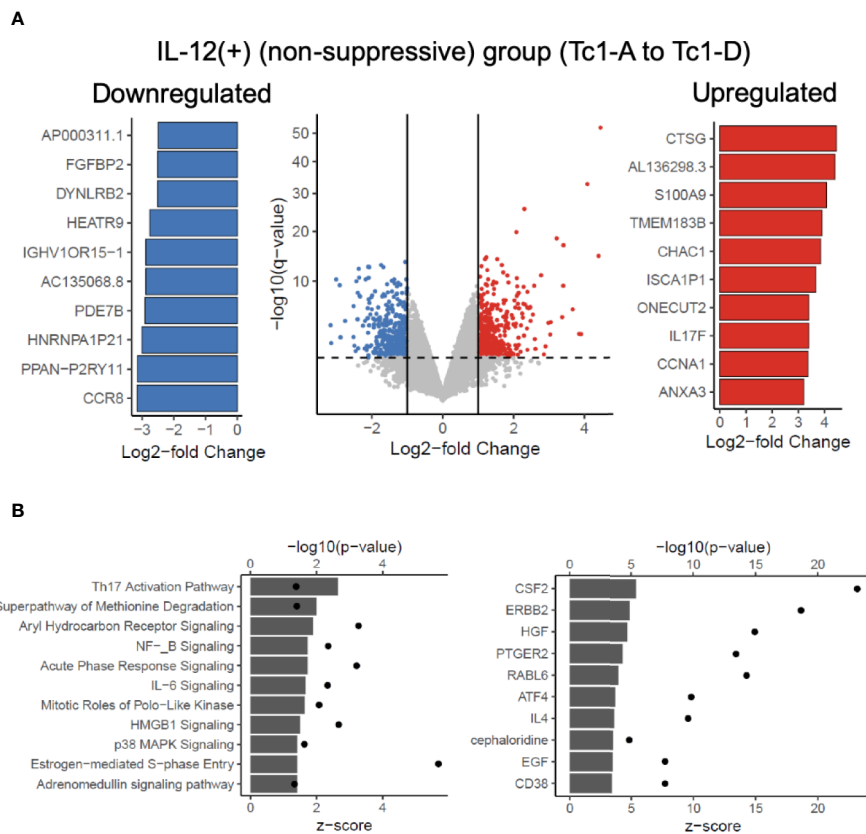 A
IL-12(+) (non-suppressive) group (Tc1-A to Tc1-D)
Downregulated
Upregulated
AP000311.1
FGFBP2
DYNLRB2
HEATR9
IGHV1OR15-1
AC135068.8
PDE7B
HNRNPA1P21
PPAN-P2RY11
CCR8
-3 -2 -1 0
Log2-fold Change
-log10(q-value)
50
40
30
20
10
-2 0 2 4
Log2-fold Change
CTSG
AL136298.3
S100A9
TMEM183B
CHAC1
ISCA1P1
ONECUT2
IL17F
CCNA1
ANXA3
0 1 2 3 4
Log2-fold Change
B
-log10(p-value)
0 2 4
Th17 Activation Pathway
Superpathway of Methionine Degradation
Aryl Hydrocarbon Receptor Signaling
NF-_B Signaling
Acute Phase Response Signaling
IL-6 Signaling
Mitotic Roles of Polo-Like Kinase
HMGB1 Signaling
p38 MAPK Signaling
Estrogen-mediated S-phase Entry
Adrenomedullin signaling pathway
0 2 4
z-score
-log10(p-value)
0 5 10 15 20
CSF2
ERBB2
HGF
PTGER2
RABL6
ATF4
IL4
cephaloridine
EGF
CD38
0 5 10 15 20
z-score